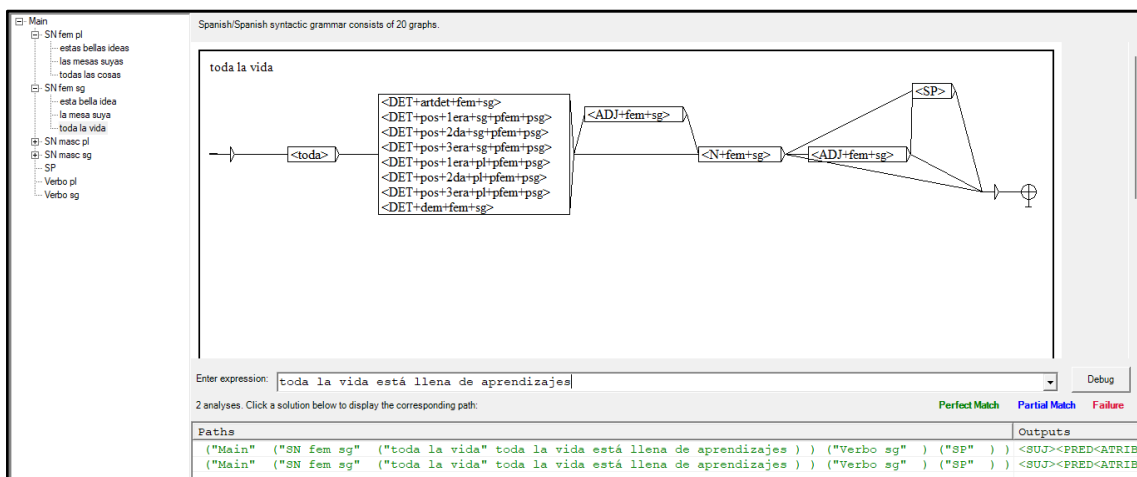 Main
SN fem pl
estas bellas ideas
las mesas suyas
todas las cosas
SN fem sg
esta bella idea
la mesa suya
toda la vida
SN masc pl
SN masc sg
SP
Verbo pl
Verbo sg
Spanish/Spanish syntactic grammar consists of 20 graphs.
toda la vida
<toda>
<DET+artdet+fem+sg>
<DET+pos+1era+sg+pfem+psg>
<DET+pos+2da+sg+pfem+psg>
<DET+pos+3era+sg+pfem+psg>
<DET+pos+1era+pl+pfem+psg>
<DET+pos+2da+pl+pfem+psg>
<DET+pos+3era+pl+pfem+psg>
<DET+dem+fem+sg>
<ADJ+fem+sg>
<N+fem+sg>
<ADJ+fem+sg>
<SP>
Enter expression: toda la vida está llena de aprendizajes Debug
2 analyses. Click a solution below to display the corresponding path: Perfect Match Partial Match Failure
Paths Outputs
("Main" ("SN fem sg" ("toda la vida" toda la vida está llena de aprendizajes ) ) ("Verbo sg" ) ("SP" ) ) <SUJ><PRED<ATRIB
("Main" ("SN fem sg" ("toda la vida" toda la vida está llena de aprendizajes ) ) ("Verbo sg" ) ("SP" ) ) <SUJ><PRED<ATRIB